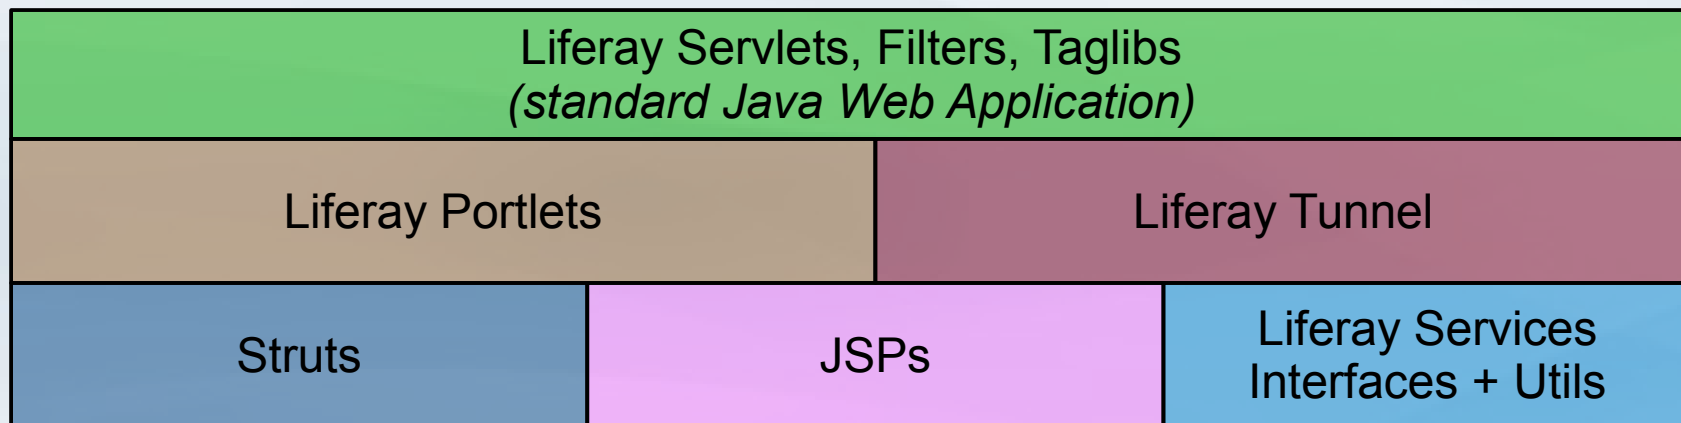 Liferay Servlets, Filters, Taglibs
(standard Java Web Application)
Liferay Portlets
Liferay Tunnel
Struts
JSPs
Liferay Services
Interfaces + Utils